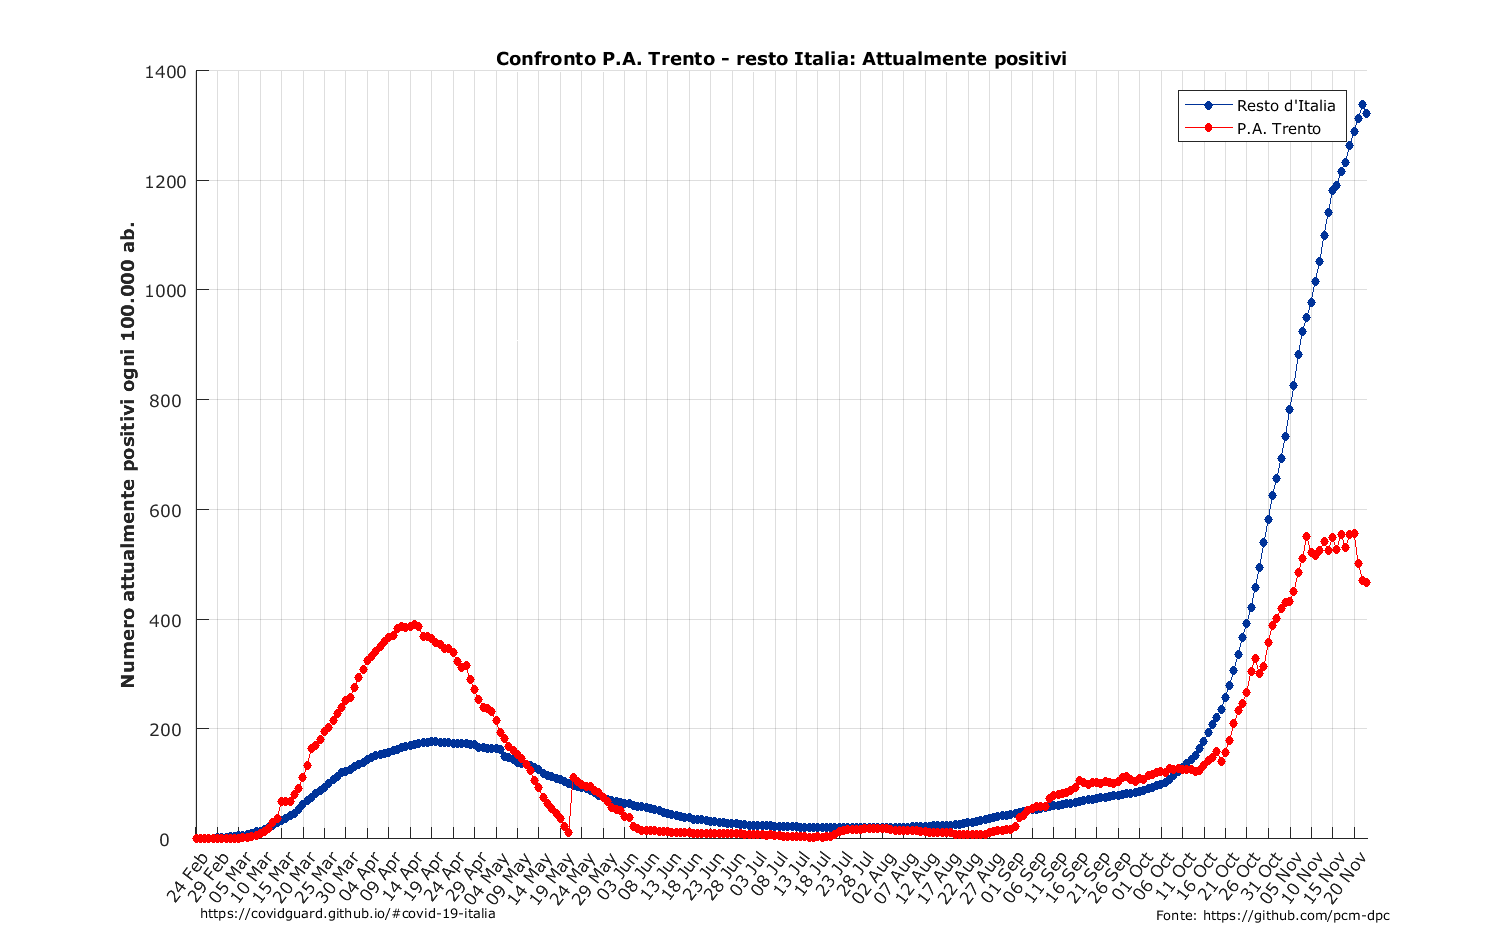 Confronto P.A. Trento - resto Italia: Attualmente positivi
Resto d'Italia
P.A. Trento
Numero attualmente positivi ogni 100.000 ab.
1400
1200
1000
800
600
400
200
0
24 Feb
29 Feb
05 Mar
10 Mar
15 Mar
20 Mar
25 Mar
30 Mar
04 Apr
09 Apr
14 Apr
19 Apr
24 Apr
29 Apr
04 May
09 May
14 May
19 May
24 May
29 May
03 Jun
08 Jun
13 Jun
18 Jun
23 Jun
28 Jun
03 Jul
08 Jul
13 Jul
18 Jul
23 Jul
28 Jul
02 Aug
07 Aug
12 Aug
17 Aug
22 Aug
27 Aug
01 Sep
06 Sep
11 Sep
16 Sep
21 Sep
26 Sep
01 Oct
06 Oct
11 Oct
16 Oct
21 Oct
26 Oct
31 Oct
05 Nov
10 Nov
15 Nov
20 Nov
https://covidguard.github.io/#covid-19-italia
Fonte: https://github.com/pcm-dpc